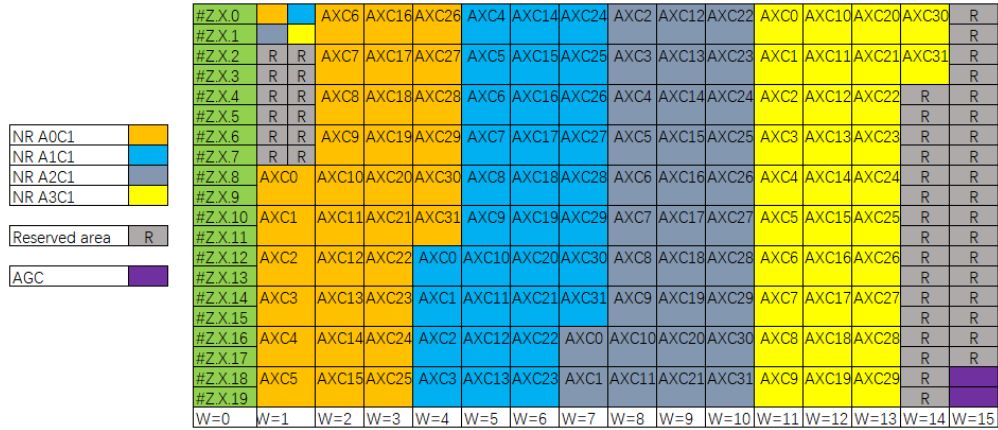 NR A0C1
NR A1C1
NR A2C1
NR A3C1
Reserved area R
AGC
#Z.X.0 AXC6 AXC16 AXC26 AXC4 AXC14 AXC24 AXC2 AXC12 AXC22 AXC0 AXC10 AXC20 AXC30 R
#Z.X.1 R
#Z.X.2 R R AXC7 AXC17 AXC27 AXC5 AXC15 AXC25 AXC3 AXC13 AXC23 AXC1 AXC11 AXC21 AXC31 R
#Z.X.3 R R R
#Z.X.4 R R AXC8 AXC18 AXC28 AXC6 AXC16 AXC26 AXC4 AXC14 AXC24 AXC2 AXC12 AXC22 R R
#Z.X.5 R R R R
#Z.X.6 R R AXC9 AXC19 AXC29 AXC7 AXC17 AXC27 AXC5 AXC15 AXC25 AXC3 AXC13 AXC23 R R
#Z.X.7 R R R R
#Z.X.8 AXC0 AXC10 AXC20 AXC30 AXC8 AXC18 AXC28 AXC6 AXC16 AXC26 AXC4 AXC14 AXC24 R R
#Z.X.9 R R
#Z.X.10 AXC1 AXC11 AXC21 AXC31 AXC9 AXC19 AXC29 AXC7 AXC17 AXC27 AXC5 AXC15 AXC25 R R
#Z.X.11 R R
#Z.X.12 AXC2 AXC12 AXC22 AXC0 AXC10 AXC20 AXC30 AXC8 AXC18 AXC28 AXC6 AXC16 AXC26 R R
#Z.X.13 R R
#Z.X.14 AXC3 AXC13 AXC23 AXC1 AXC11 AXC21 AXC31 AXC9 AXC19 AXC29 AXC7 AXC17 AXC27 R R
#Z.X.15 R R
#Z.X.16 AXC4 AXC14 AXC24 AXC2 AXC12 AXC22 AXC0 AXC10 AXC20 AXC30 AXC8 AXC18 AXC28 R R
#Z.X.17 R R
#Z.X.18 AXC5 AXC15 AXC25 AXC3 AXC13 AXC23 AXC1 AXC11 AXC21 AXC31 AXC9 AXC19 AXC29 R
#Z.X.19 R
W=0 W=1 W=2 W=3 W=4 W=5 W=6 W=7 W=8 W=9 W=10 W=11 W=12 W=13 W=14 W=15